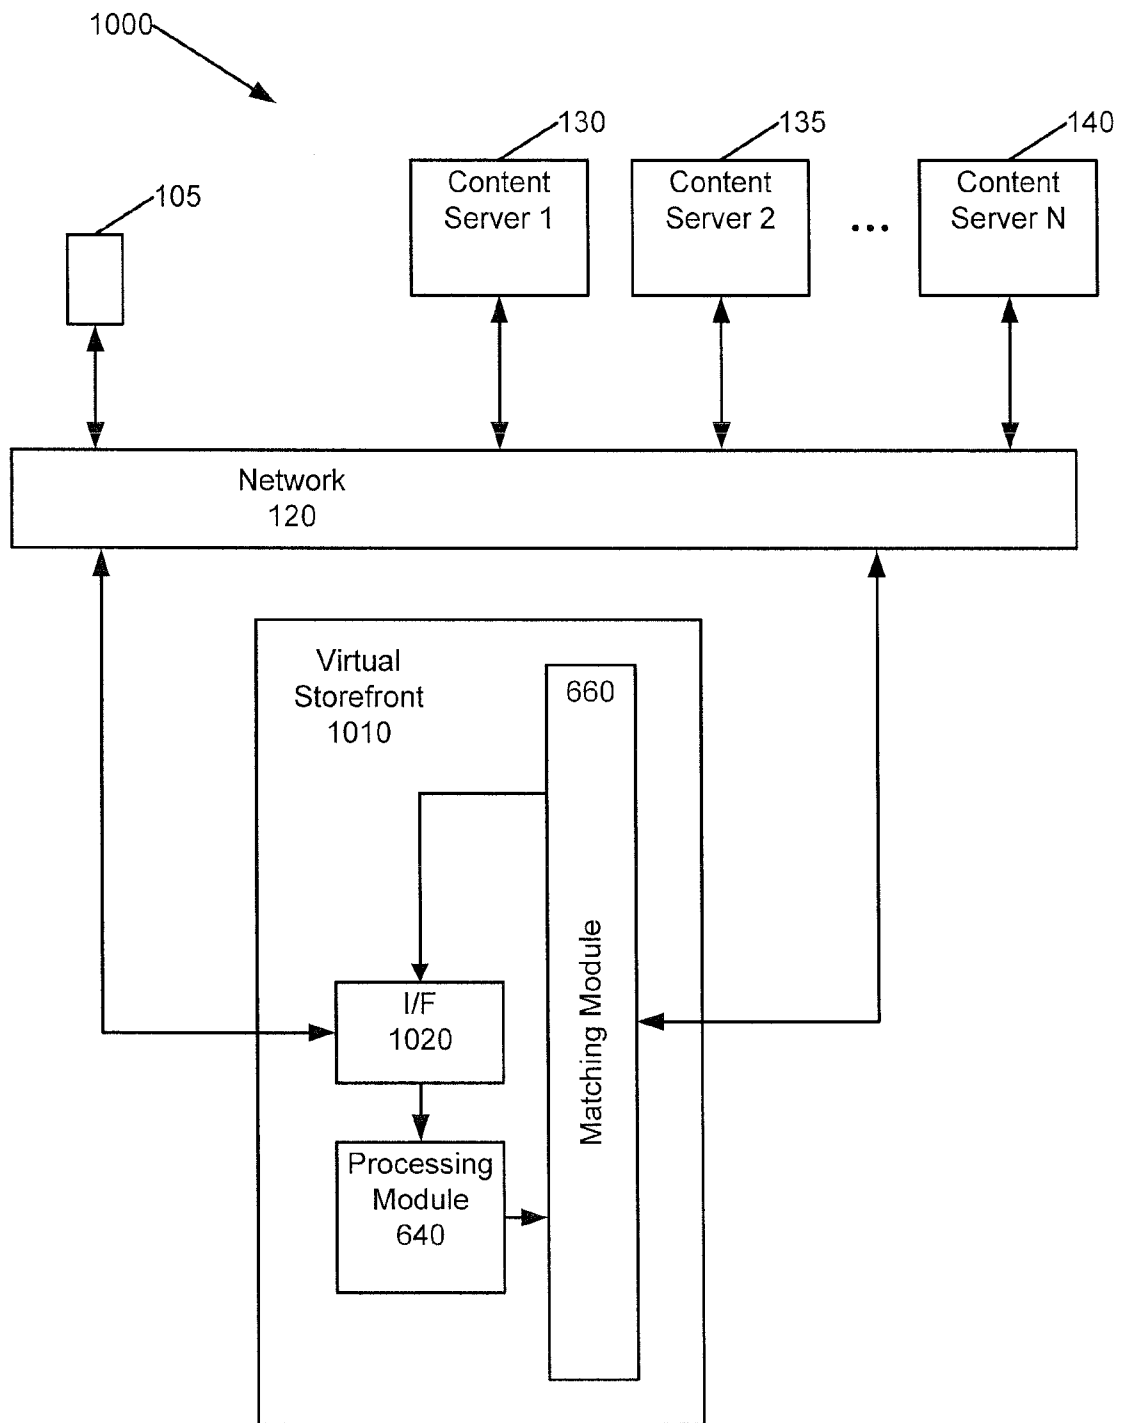 1000
130
135
140
105
Content
Server 1
Content
Server 2
...
Content
Server N
Network
120
Virtual
Storefront
1010
660
Matching Module
I/F
1020
Processing
Module
640